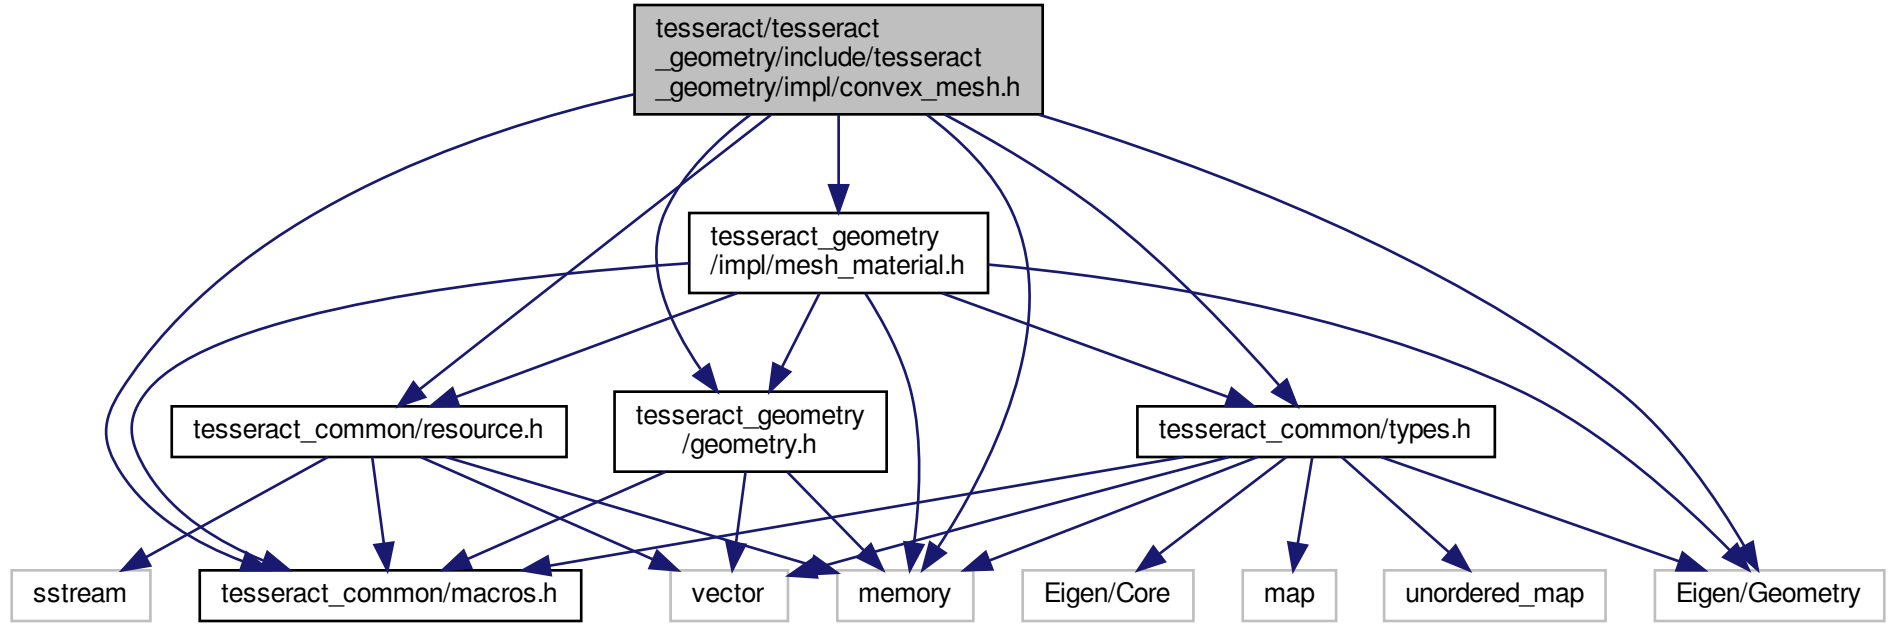 tesseract/tesseract
_geometry/include/tesseract
_geometry/impl/convex_mesh.h
tesseract_geometry
/impl/mesh_material.h
tesseract_common/resource.h
tesseract_geometry
/geometry.h
tesseract_common/types.h
sstream
tesseract_common/macros.h
vector
memory
Eigen/Core
map
unordered_map
Eigen/Geometry